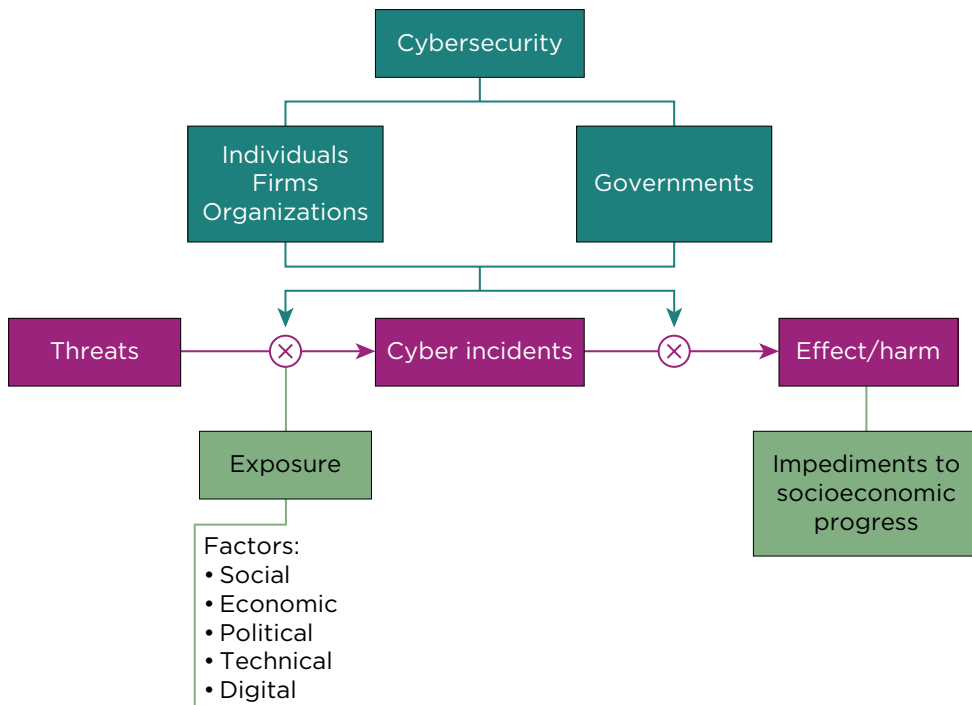 Cybersecurity
Individuals
Firms
Organizations
Governments
Threats
Cyber incidents
Effect/harm
Exposure
Impediments to
socioeconomic
progress
Factors:
• Social
• Economic
• Political
• Technical
• Digital